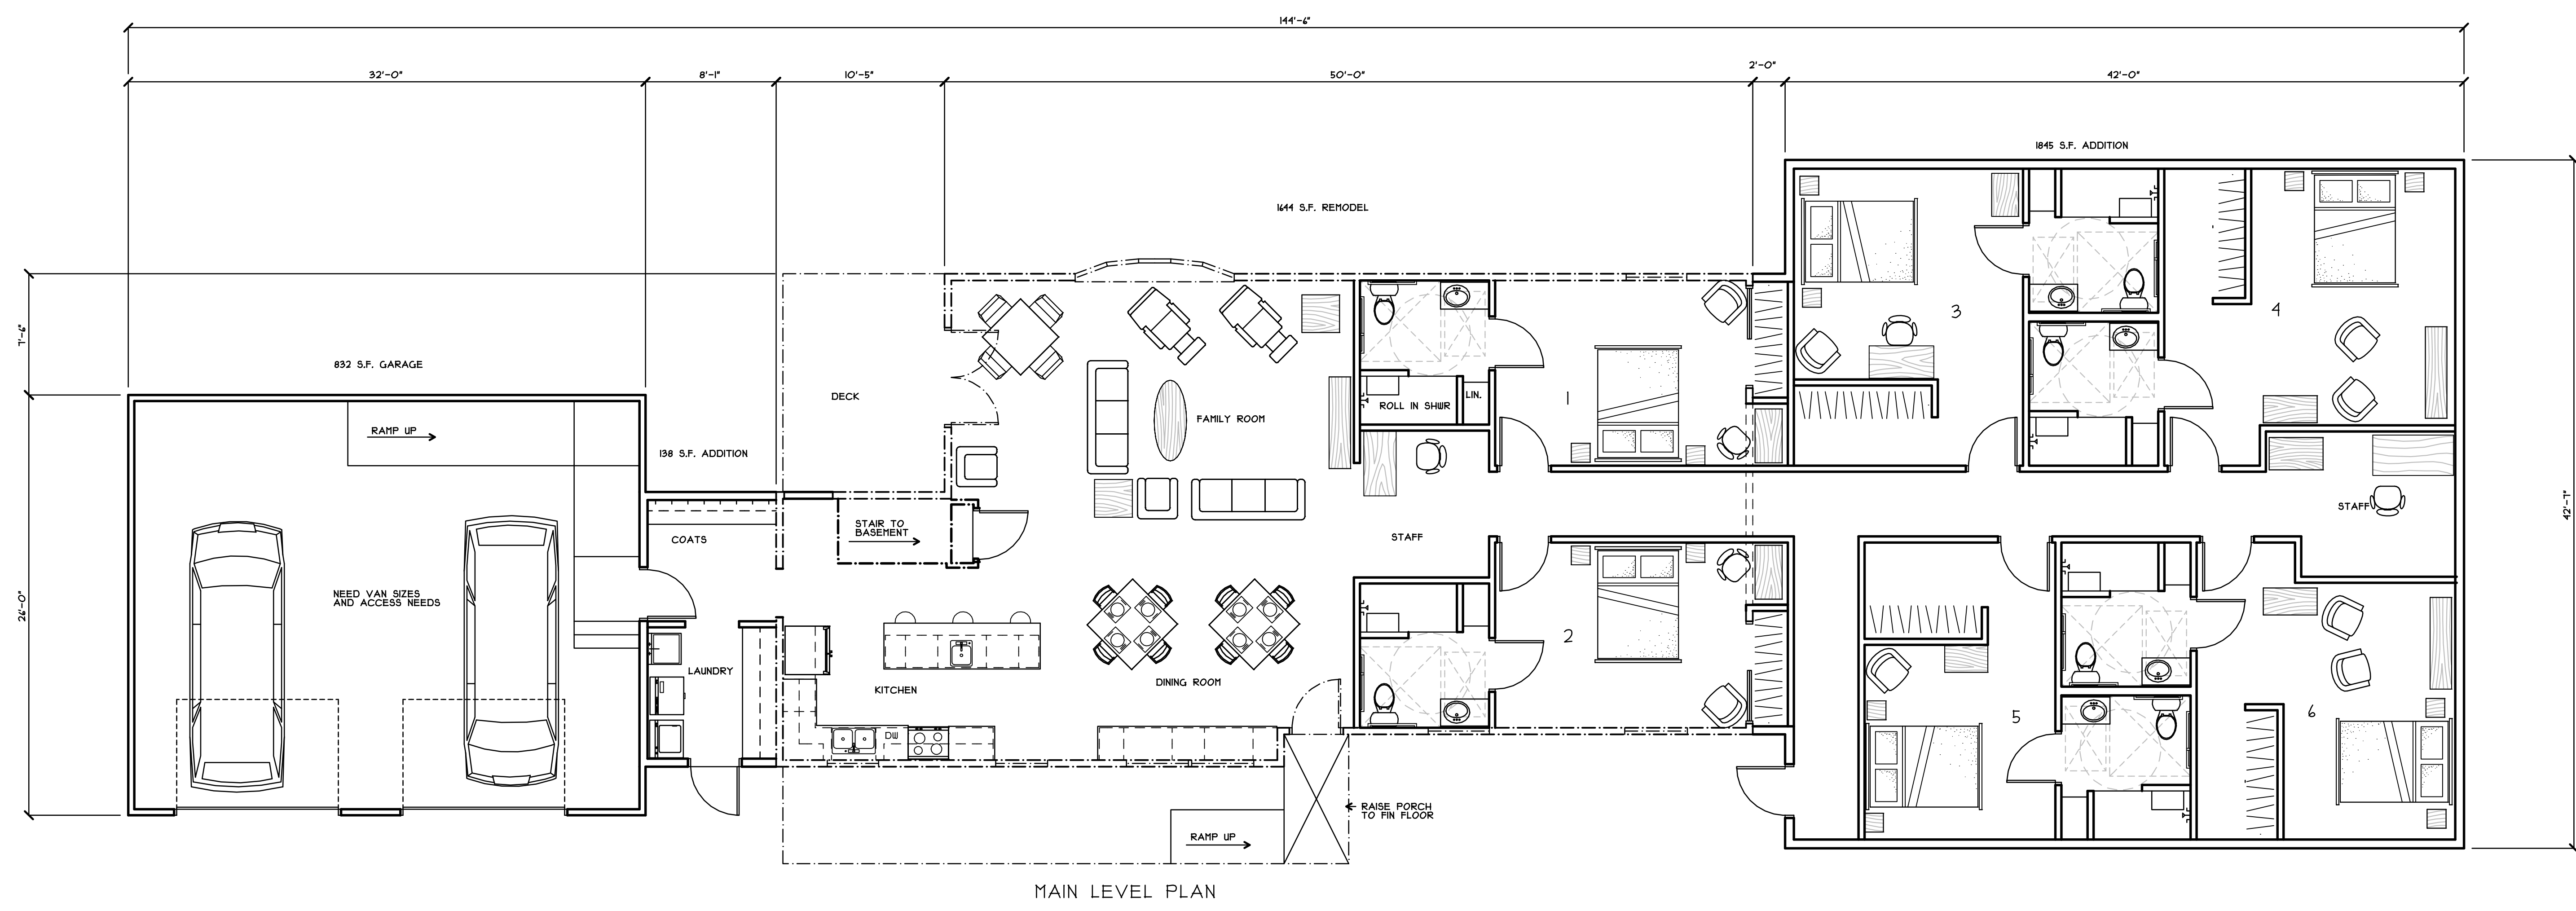 144'-6"
32'-0"
8'-1"
10'-5"
50'-0"
2'-0"
42'-0"
1845 S.F. ADDITION
1644 S.F. REMODEL
832 S.F. GARAGE
138 S.F. ADDITION
7'-6"
26'-0"
42'-7"
RAMP UP
DECK
FAMILY ROOM
ROLL IN SHWR
LIN.
1
3
4
STAIR TO
BASEMENT
COATS
STAFF
STAFF
NEED VAN SIZES
AND ACCESS NEEDS
LAUNDRY
KITCHEN
DINING ROOM
DW
2
5
6
RAISE PORCH
TO FIN FLOOR
RAMP UP
MAIN LEVEL PLAN